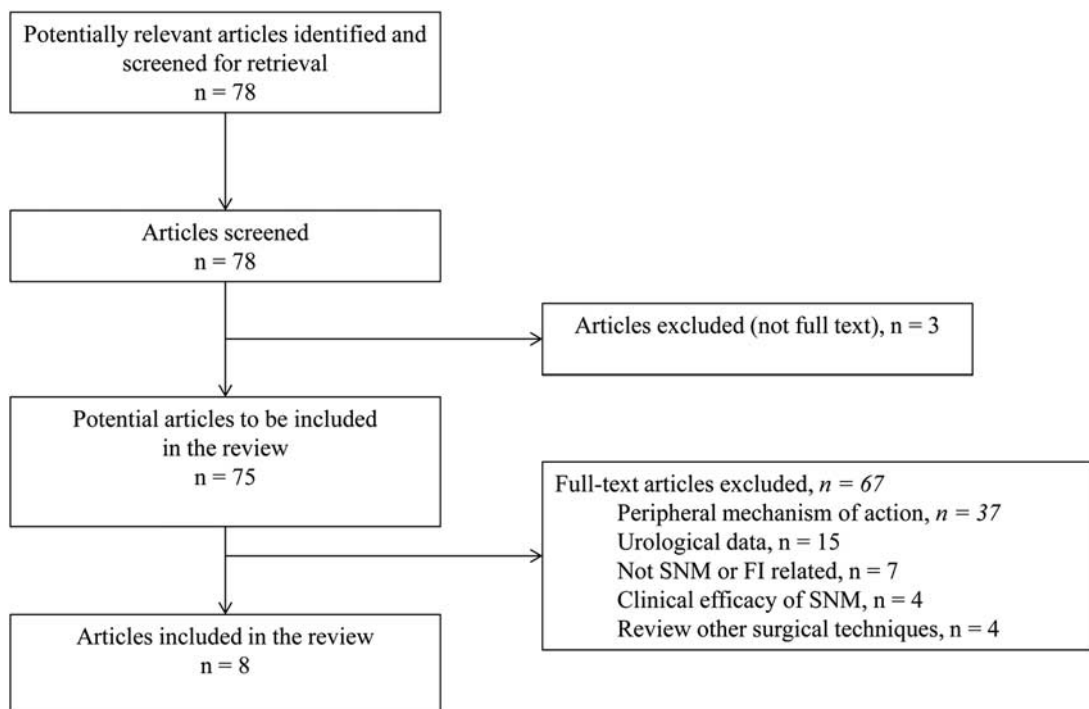 Potentially relevant articles identified and
screened for retrieval
n = 78
Articles screened
n = 78
Articles excluded (not full text), n = 3
Potential articles to be included
in the review
n = 75
Full-text articles excluded, n = 67
Peripheral mechanism of action, n = 37
Urological data, n = 15
Not SNM or FI related, n = 7
Clinical efficacy of SNM, n = 4
Review other surgical techniques, n = 4
Articles included in the review
n = 8